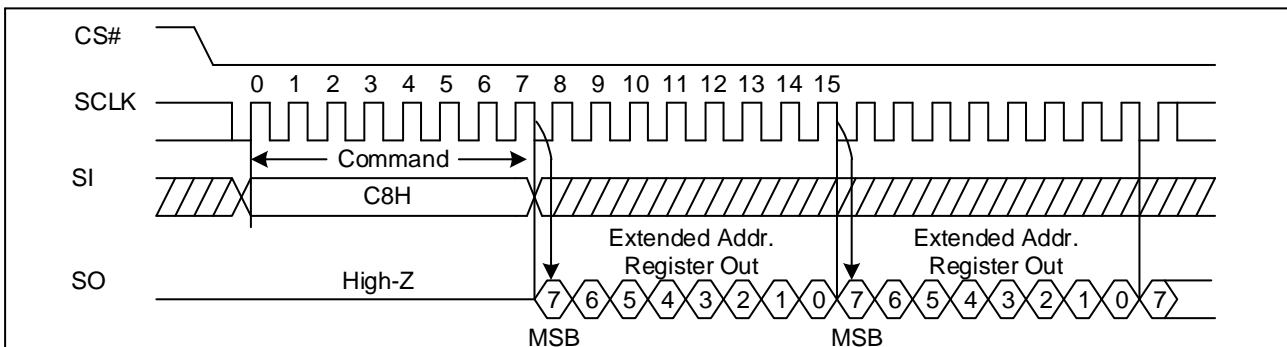 CS#
0 1 2 3 4 5 6 7 8 9 10 11 12 13 14 15
SCLK
Command
SI
C8H
Extended Addr. Extended Addr.
Register Out Register Out
SO
High-Z
7 6 5 4 3 2 1 0 7 6 5 4 3 2 1 0 7
MSB MSB